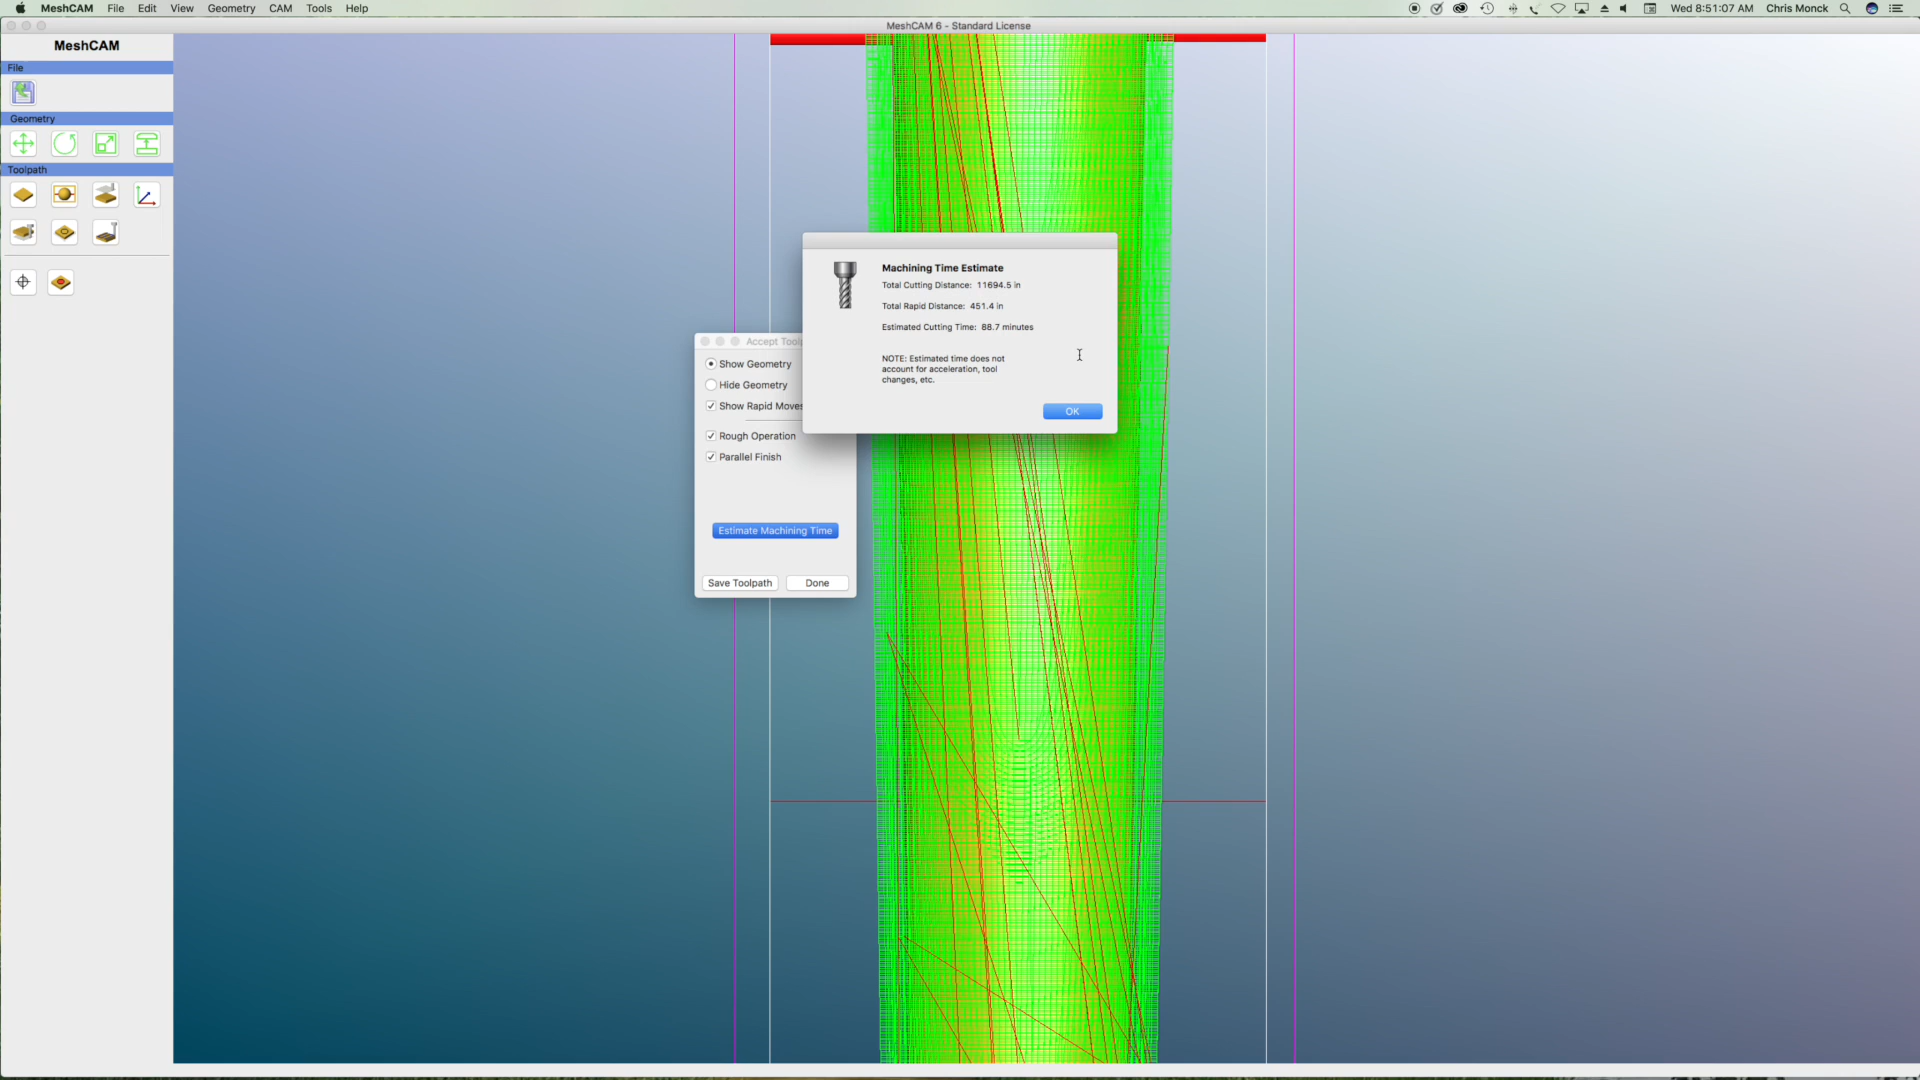 MeshCAM File Edit View Geometry CAM Tools Help Wed 8:51:07 AM Chris Monck
MeshCAM 6 - Standard License
MeshCAM
File
Geometry
Toolpath
Machining Time Estimate
Total Cutting Distance: 11694.5 in
Total Rapid Distance: 451.4 in
Estimated Cutting Time: 88.7 minutes
NOTE: Estimated time does not
account for acceleration, tool
changes, etc.
OK
Accept
Show Geometry
Hide Geometry
Show Rapid Moves
Rough Operation
Parallel Finish
Estimate Machining Time
Save Toolpath Done